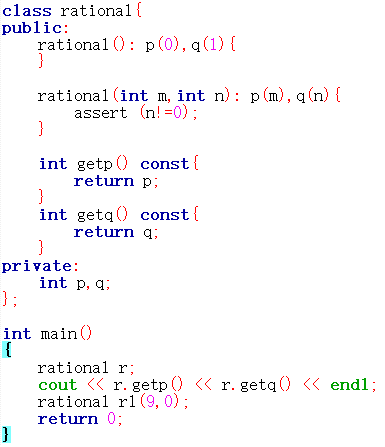 class rational{
public:
    rational(): p(0),q(1){
    }

    rational(int m,int n): p(m),q(n){
        assert (n!=0);
    }

    int getp() const{
        return p;
    }
    int getq() const{
        return q;
    }
private:
    int p,q;
};

int main()
{
    rational r;
    cout << r.getp() << r.getq() << endl;
    rational r1(9,0);
    return 0;
}